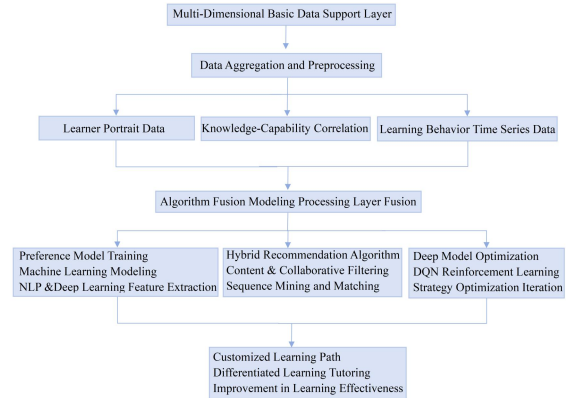 Multi-Dimensional Basic Data Support Layer
Data Aggregation and Preprocessing
Learner Portrait Data
Knowledge-Capability Correlation
Learning Behavior Time Series Data
Algorithm Fusion Modeling Processing Layer Fusion
Preference Model Training
Machine Learning Modeling
NLP &Deep Learning Feature Extraction
Hybrid Recommendation Algorithm
Content & Collaborative Filtering
Sequence Mining and Matching
Deep Model Optimization
DQN Reinforcement Learning
Strategy Optimization Iteration
Customized Learning Path
Differentiated Learning Tutoring
Improvement in Learning Effectiveness